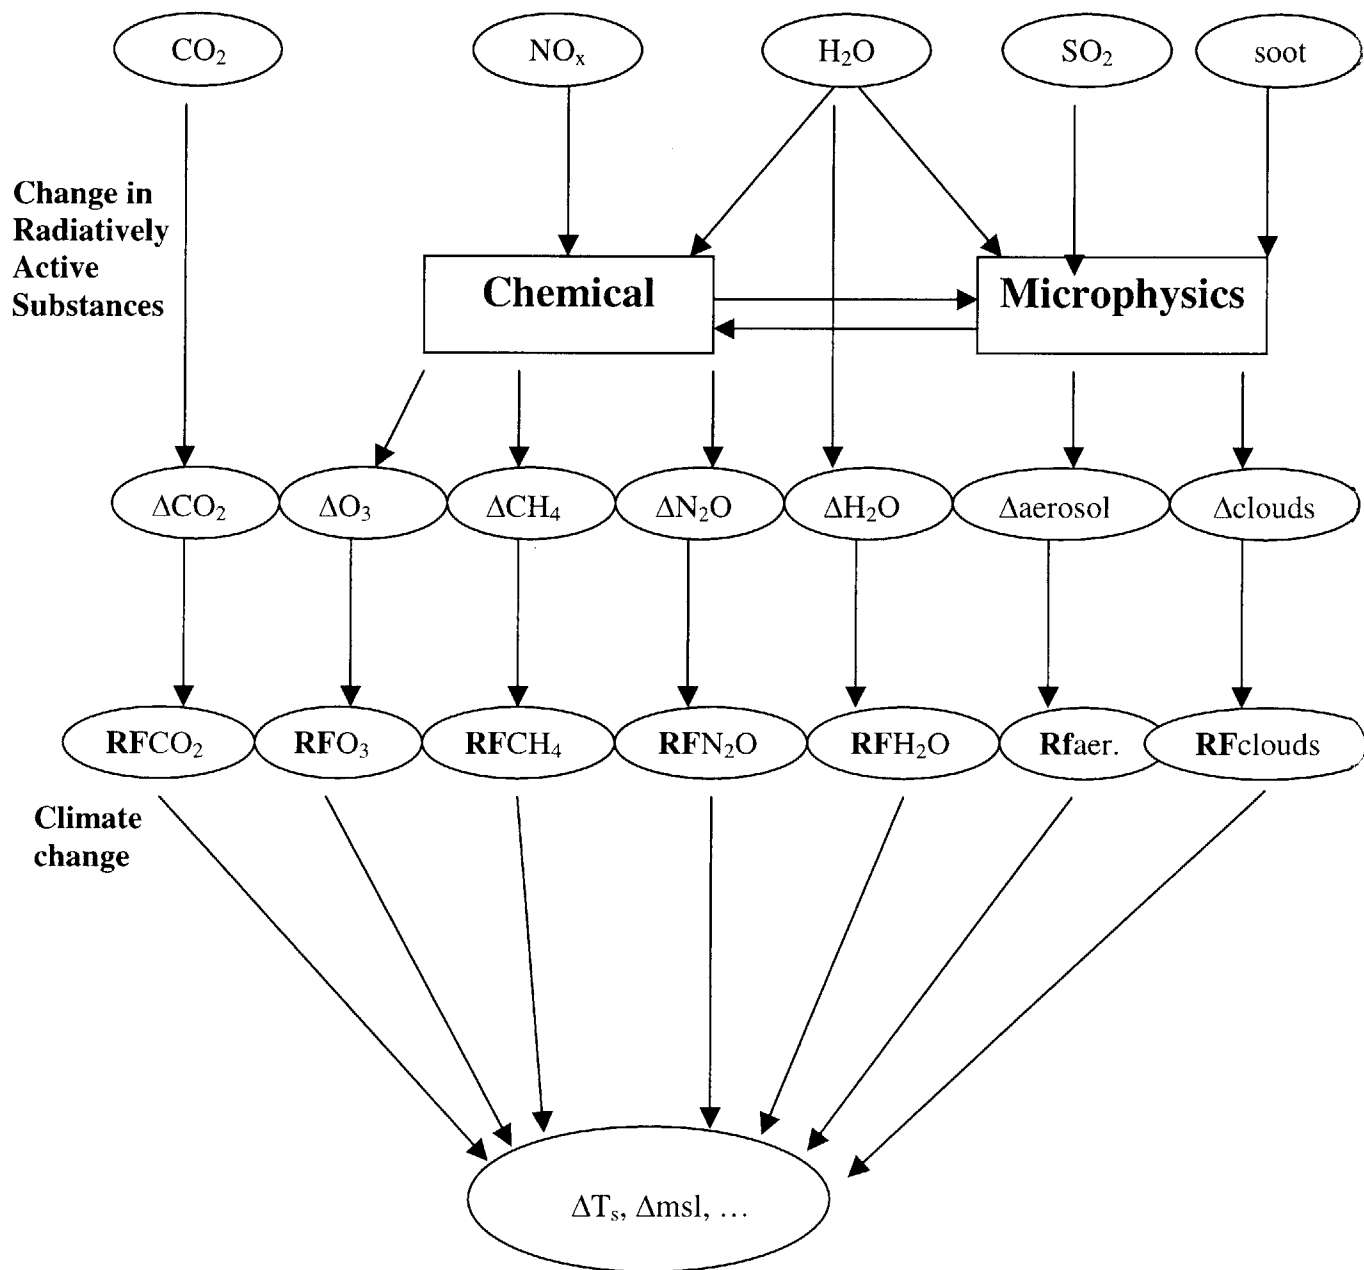 CO₂
NOₓ
H₂O
SO₂
soot
Change in
Radiatively
Active
Substances
Chemical
Microphysics
ΔCO₂
ΔO₃
ΔCH₄
ΔN₂O
ΔH₂O
Δaerosol
Δclouds
RFCO₂
RFO₃
RFCH₄
RFN₂O
RFH₂O
Rfaer.
RFclouds
Climate
change
ΔTₛ, Δmsl, …